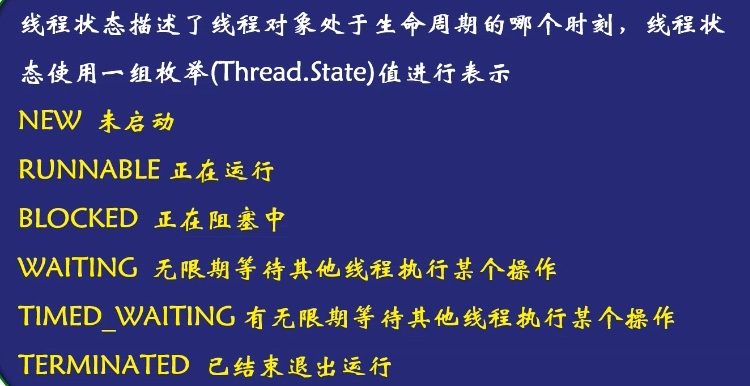 线程状态描述了线程对象处于生命周期的哪个时刻，线程状
态使用一组枚举(Thread.State)值进行表示
NEW 未启动
RUNNABLE 正在运行
BLOCKED 正在阻塞中
WAITING 无限期等待其他线程执行某个操作
TIMED_WAITING 有无限期等待其他线程执行某个操作
TERMINATED 已结束退出运行